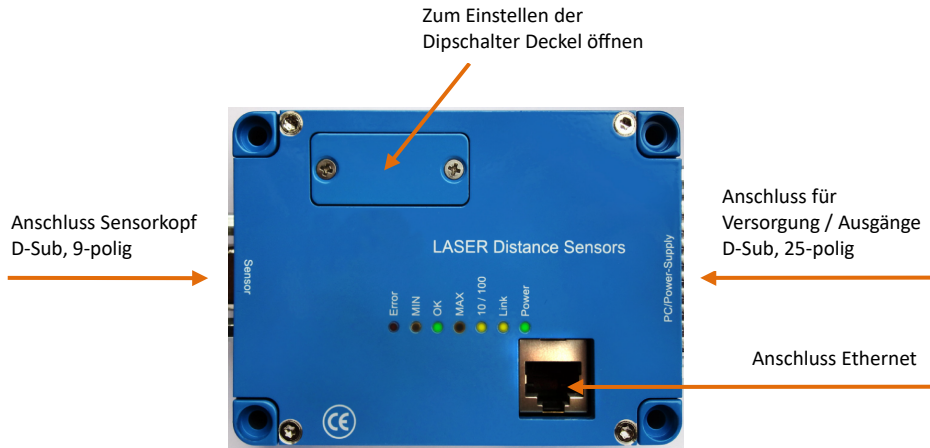 Zum Einstellen der
Dipschalter Deckel öffnen
Anschluss Sensorkopf
D-Sub, 9-polig
Anschluss für
Versorgung / Ausgänge
D-Sub, 25-polig
LASER Distance Sensors
Sensor
PC/Power-Supply
Error
MIN
OK
MAX
10 / 100
Link
Power
Anschluss Ethernet
CE